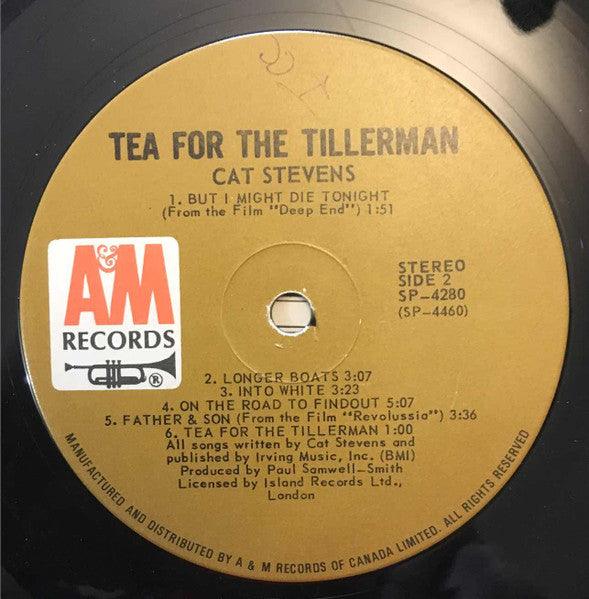 TEA FOR THE TILLERMAN
CAT STEVENS
1. BUT I MIGHT DIE TONIGHT
(From the Film "Deep End") 1:51
A&M
RECORDS
®
STEREO
SIDE 2
SP-4280
(SP-4460)
2. LONGER BOATS 3:07
3. INTO WHITE 3:23
4. ON THE ROAD TO FINDOUT 5:07
5. FATHER & SON (From the Film "Revolussia") 3:36
6. TEA FOR THE TILLERMAN 1:00
All songs written by Cat Stevens and
published by Irving Music, Inc. (BMI)
Produced by Paul Samwell-Smith
Licensed by Island Records Ltd.,
London
MANUFACTURED AND DISTRIBUTED BY A & M RECORDS OF CANADA LIMITED. ALL RIGHTS RESERVED